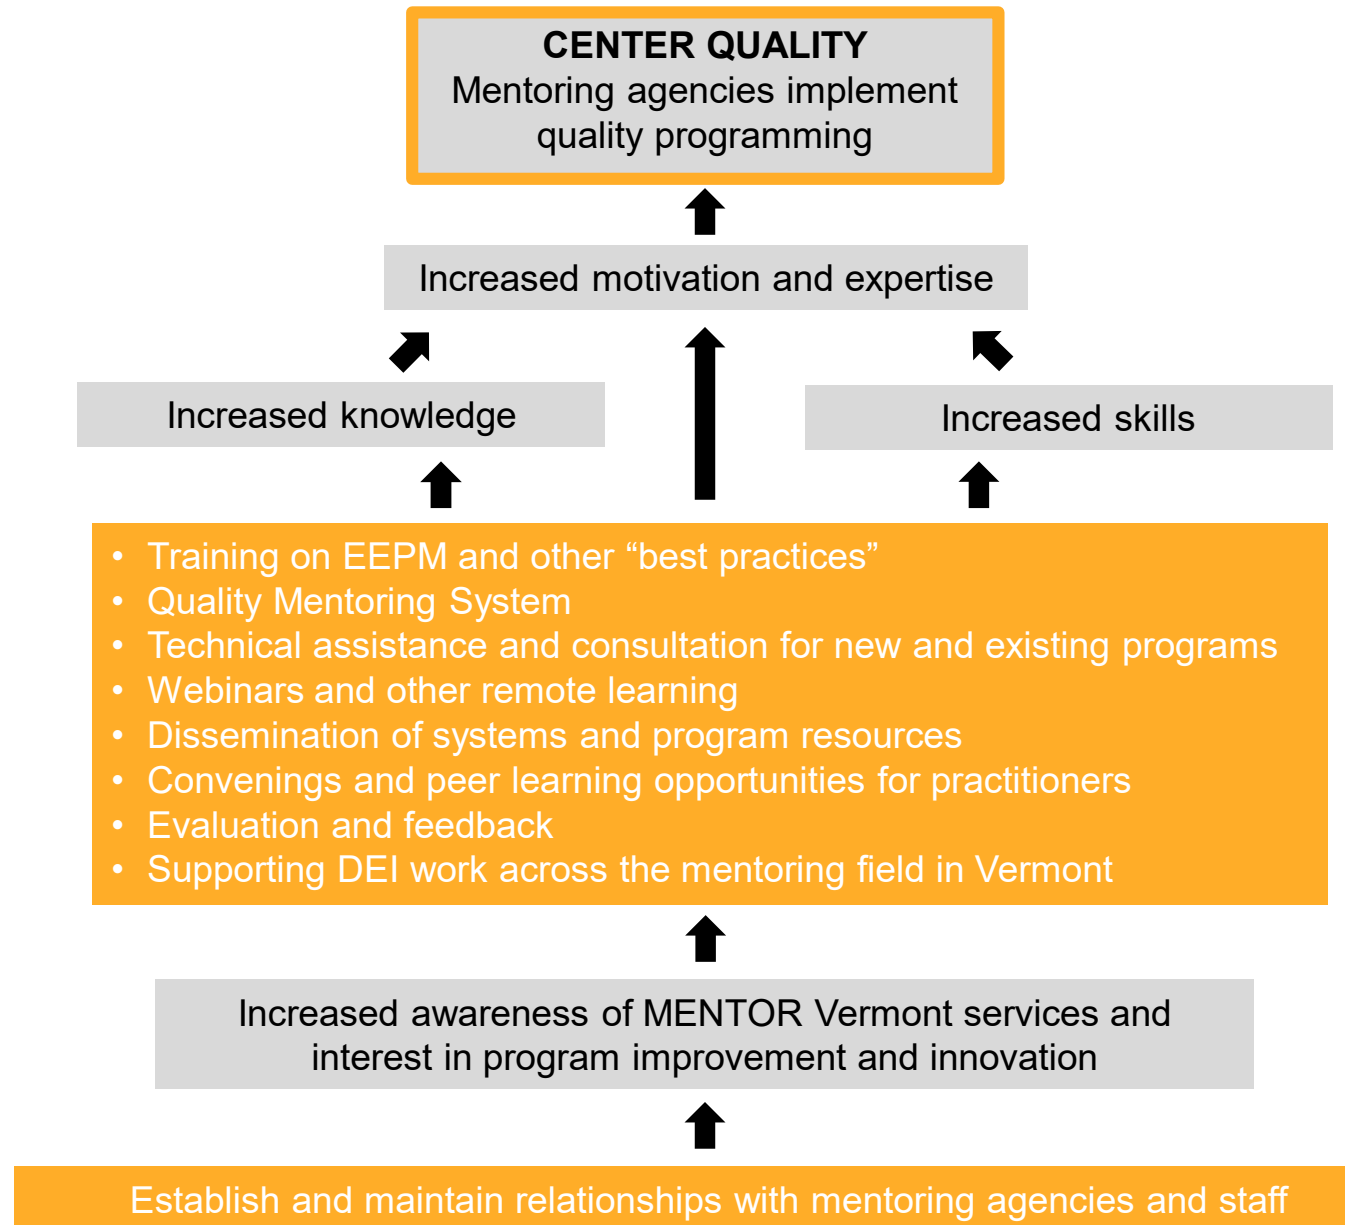 CENTER QUALITY
Mentoring agencies implement
quality programming
Increased motivation and expertise
Increased knowledge
Increased skills
• Training on EEPM and other “best practices”
• Quality Mentoring System
• Technical assistance and consultation for new and existing programs
• Webinars and other remote learning
• Dissemination of systems and program resources
• Convenings and peer learning opportunities for practitioners
• Evaluation and feedback
• Supporting DEI work across the mentoring field in Vermont
Increased awareness of MENTOR Vermont services and
interest in program improvement and innovation
Establish and maintain relationships with mentoring agencies and staff